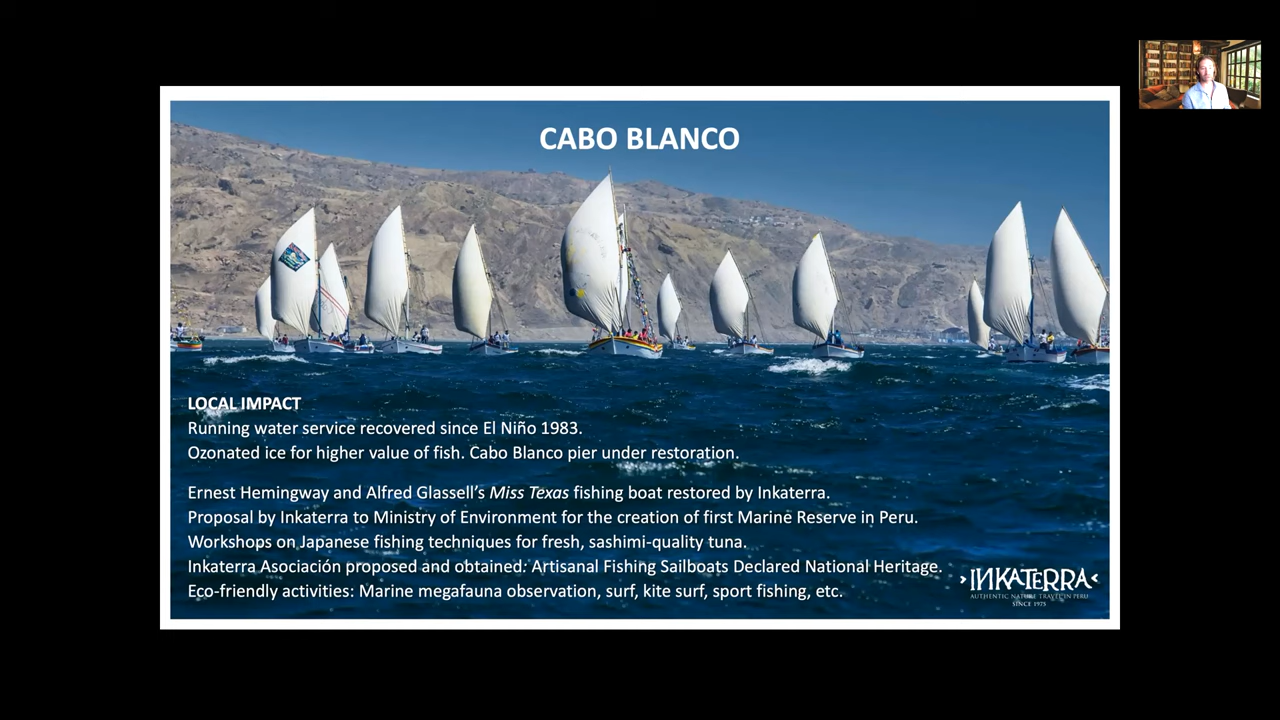 CABO BLANCO
LOCAL IMPACT
Running water service recovered since El Niño 1983.
Ozonated ice for higher value of fish. Cabo Blanco pier under restoration.
Ernest Hemingway and Alfred Glassell's Miss Texas fishing boat restored by Inkaterra.
Proposal by Inkaterra to Ministry of Environment for the creation of first Marine Reserve in Peru.
Workshops on Japanese fishing techniques for fresh, sashimi-quality tuna.
Inkaterra Asociación proposed and obtained: Artisanal Fishing Sailboats Declared National Heritage.
Eco-friendly activities: Marine megafauna observation, surf, kite surf, sport fishing, etc.
INKATERRA
AUTHENTIC NATURE TRAVEL IN PERU
SINCE 1975